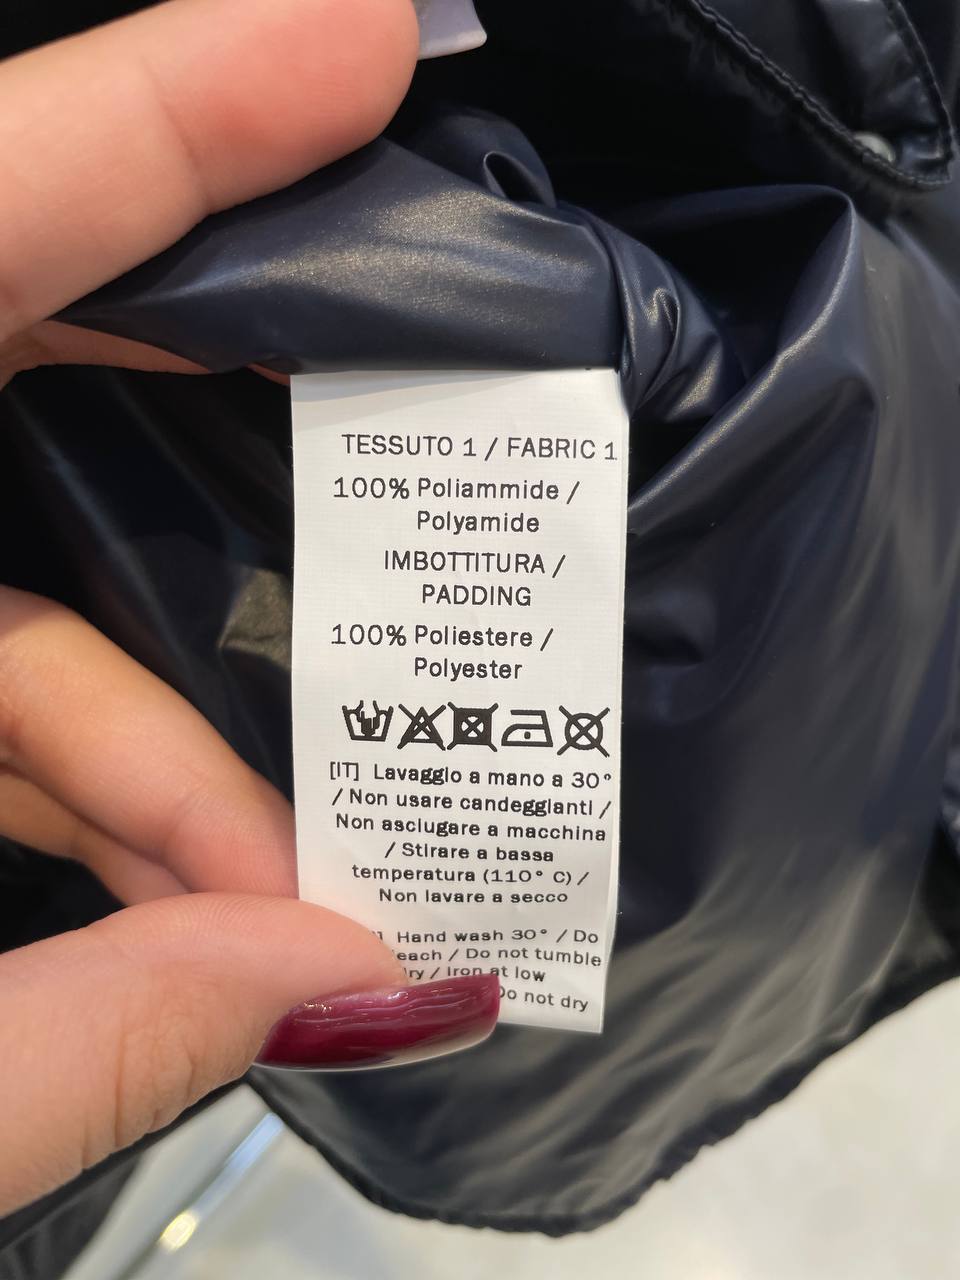 TESSUTO 1 / FABRIC 1
100% Poliammide /
Polyamide
IMBOTTITURA /
PADDING
100% Poliestere /
Polyester
[IT] Lavaggio a mano a 30°
/ Non usare candeggianti /
Non asciugare a macchina
/ Stirare a bassa
temperatura (110° C) /
Non lavare a secco
Hand wash 30° / Do
/ Do not tumble
/ Iron at low
Do not dry